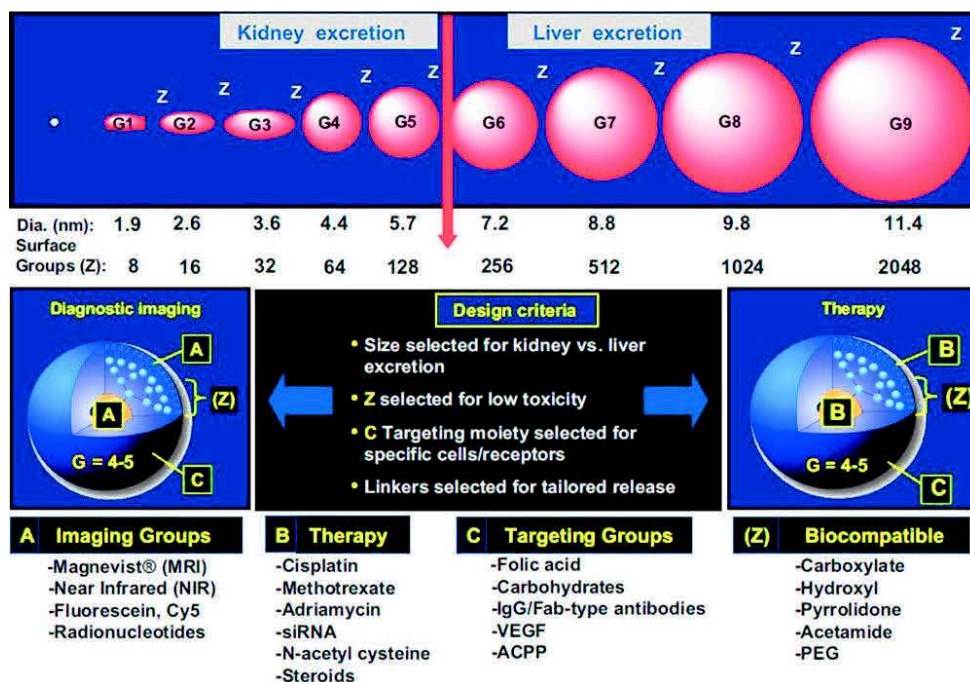 Kidney excretion
Liver excretion
Z Z Z Z Z Z Z Z Z
G1 G2 G3 G4 G5 G6 G7 G8 G9
Dia. (nm): 1.9 2.6 3.6 4.4 5.7 7.2 8.8 9.8 11.4
Surface
Groups (Z): 8 16 32 64 128 256 512 1024 2048
Diagnostic Imaging
A
(Z)
A
G = 4-5
C
Design criteria
• Size selected for kidney vs. liver
excretion
• Z selected for low toxicity
• C Targeting moiety selected for
specific cells/receptors
• Linkers selected for tailored release
Therapy
B
(Z)
B
G = 4-5
C
A Imaging Groups
-Magnevist® (MRI)
-Near Infrared (NIR)
-Fluorescein, Cy5
-Radionucleotides
B Therapy
-Cisplatin
-Methotrexate
-Adriamycin
-siRNA
-N-acetyl cysteine
-Steroids
C Targeting Groups
-Folic acid
-Carbohydrates
-IgG/Fab-type antibodies
-VEGF
-ACPP
(Z) Biocompatible
-Carboxylate
-Hydroxyl
-Pyrrolidone
-Acetamide
-PEG